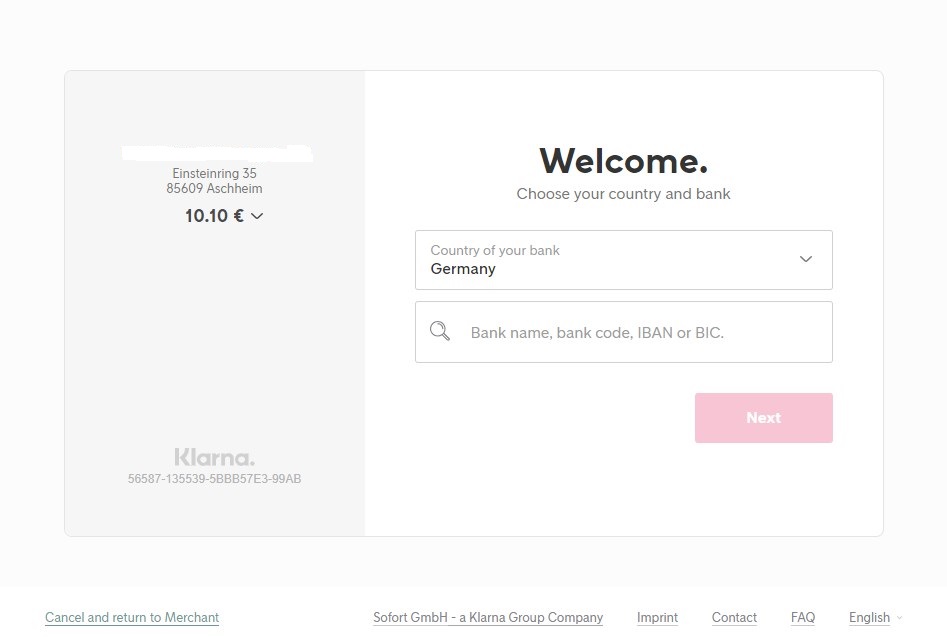 Einsteinring 35
85609 Aschheim
10.10 €
Klarna.
56587-135539-5BBB57E3-99AB
Welcome.
Choose your country and bank
Country of your bank
Germany
Bank name, bank code, IBAN or BIC.
Next
Cancel and return to Merchant
Sofort GmbH - a Klarna Group Company
Imprint
Contact
FAQ
English